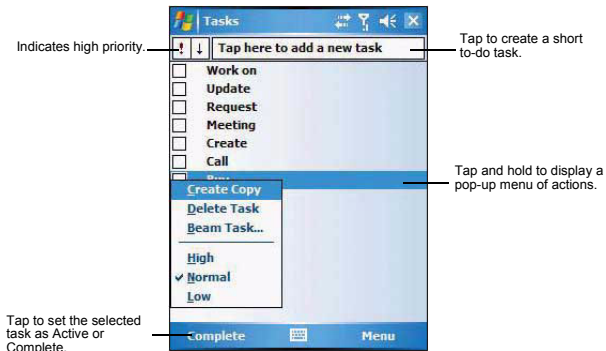 Tasks
Indicates high priority.
! ↓ Tap here to add a new task
Tap to create a short
to-do task.
Work on
Update
Request
Meeting
Create
Call
Buy
Tap and hold to display a
pop-up menu of actions.
Create Copy
Delete Task
Beam Task...
High
✓ Normal
Low
Tap to set the selected
task as Active or
Complete.
Complete
Menu